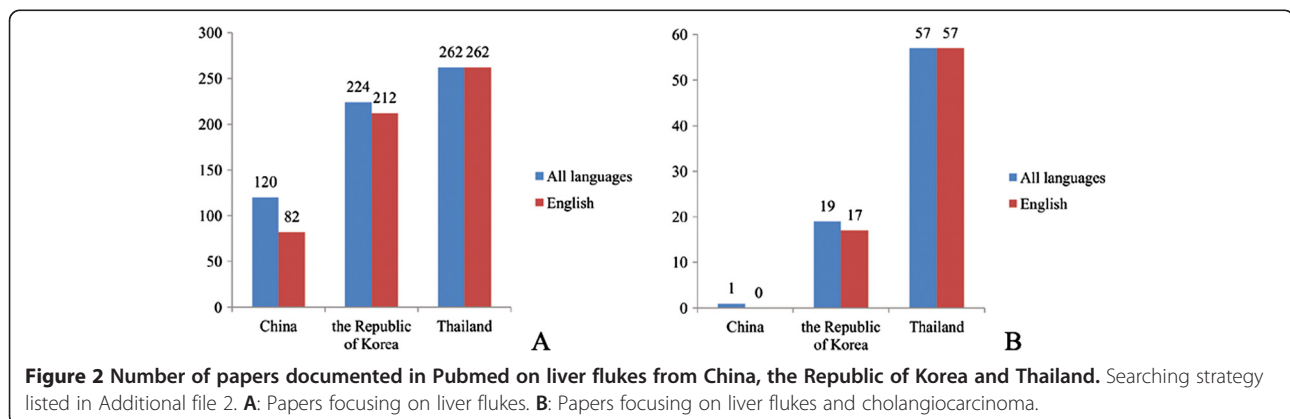 300
250
200
150
100
50
0
120
82
224
212
262 262
China
the Republic
of Korea
Thailand
All languages
English
A
60
50
40
30
20
10
0
1 0
19
17
57 57
China
the Republic
of Korea
Thailand
All languages
English
B
Figure 2 Number of papers documented in Pubmed on liver flukes from China, the Republic of Korea and Thailand. Searching strategy
listed in Additional file 2. A: Papers focusing on liver flukes. B: Papers focusing on liver flukes and cholangiocarcinoma.